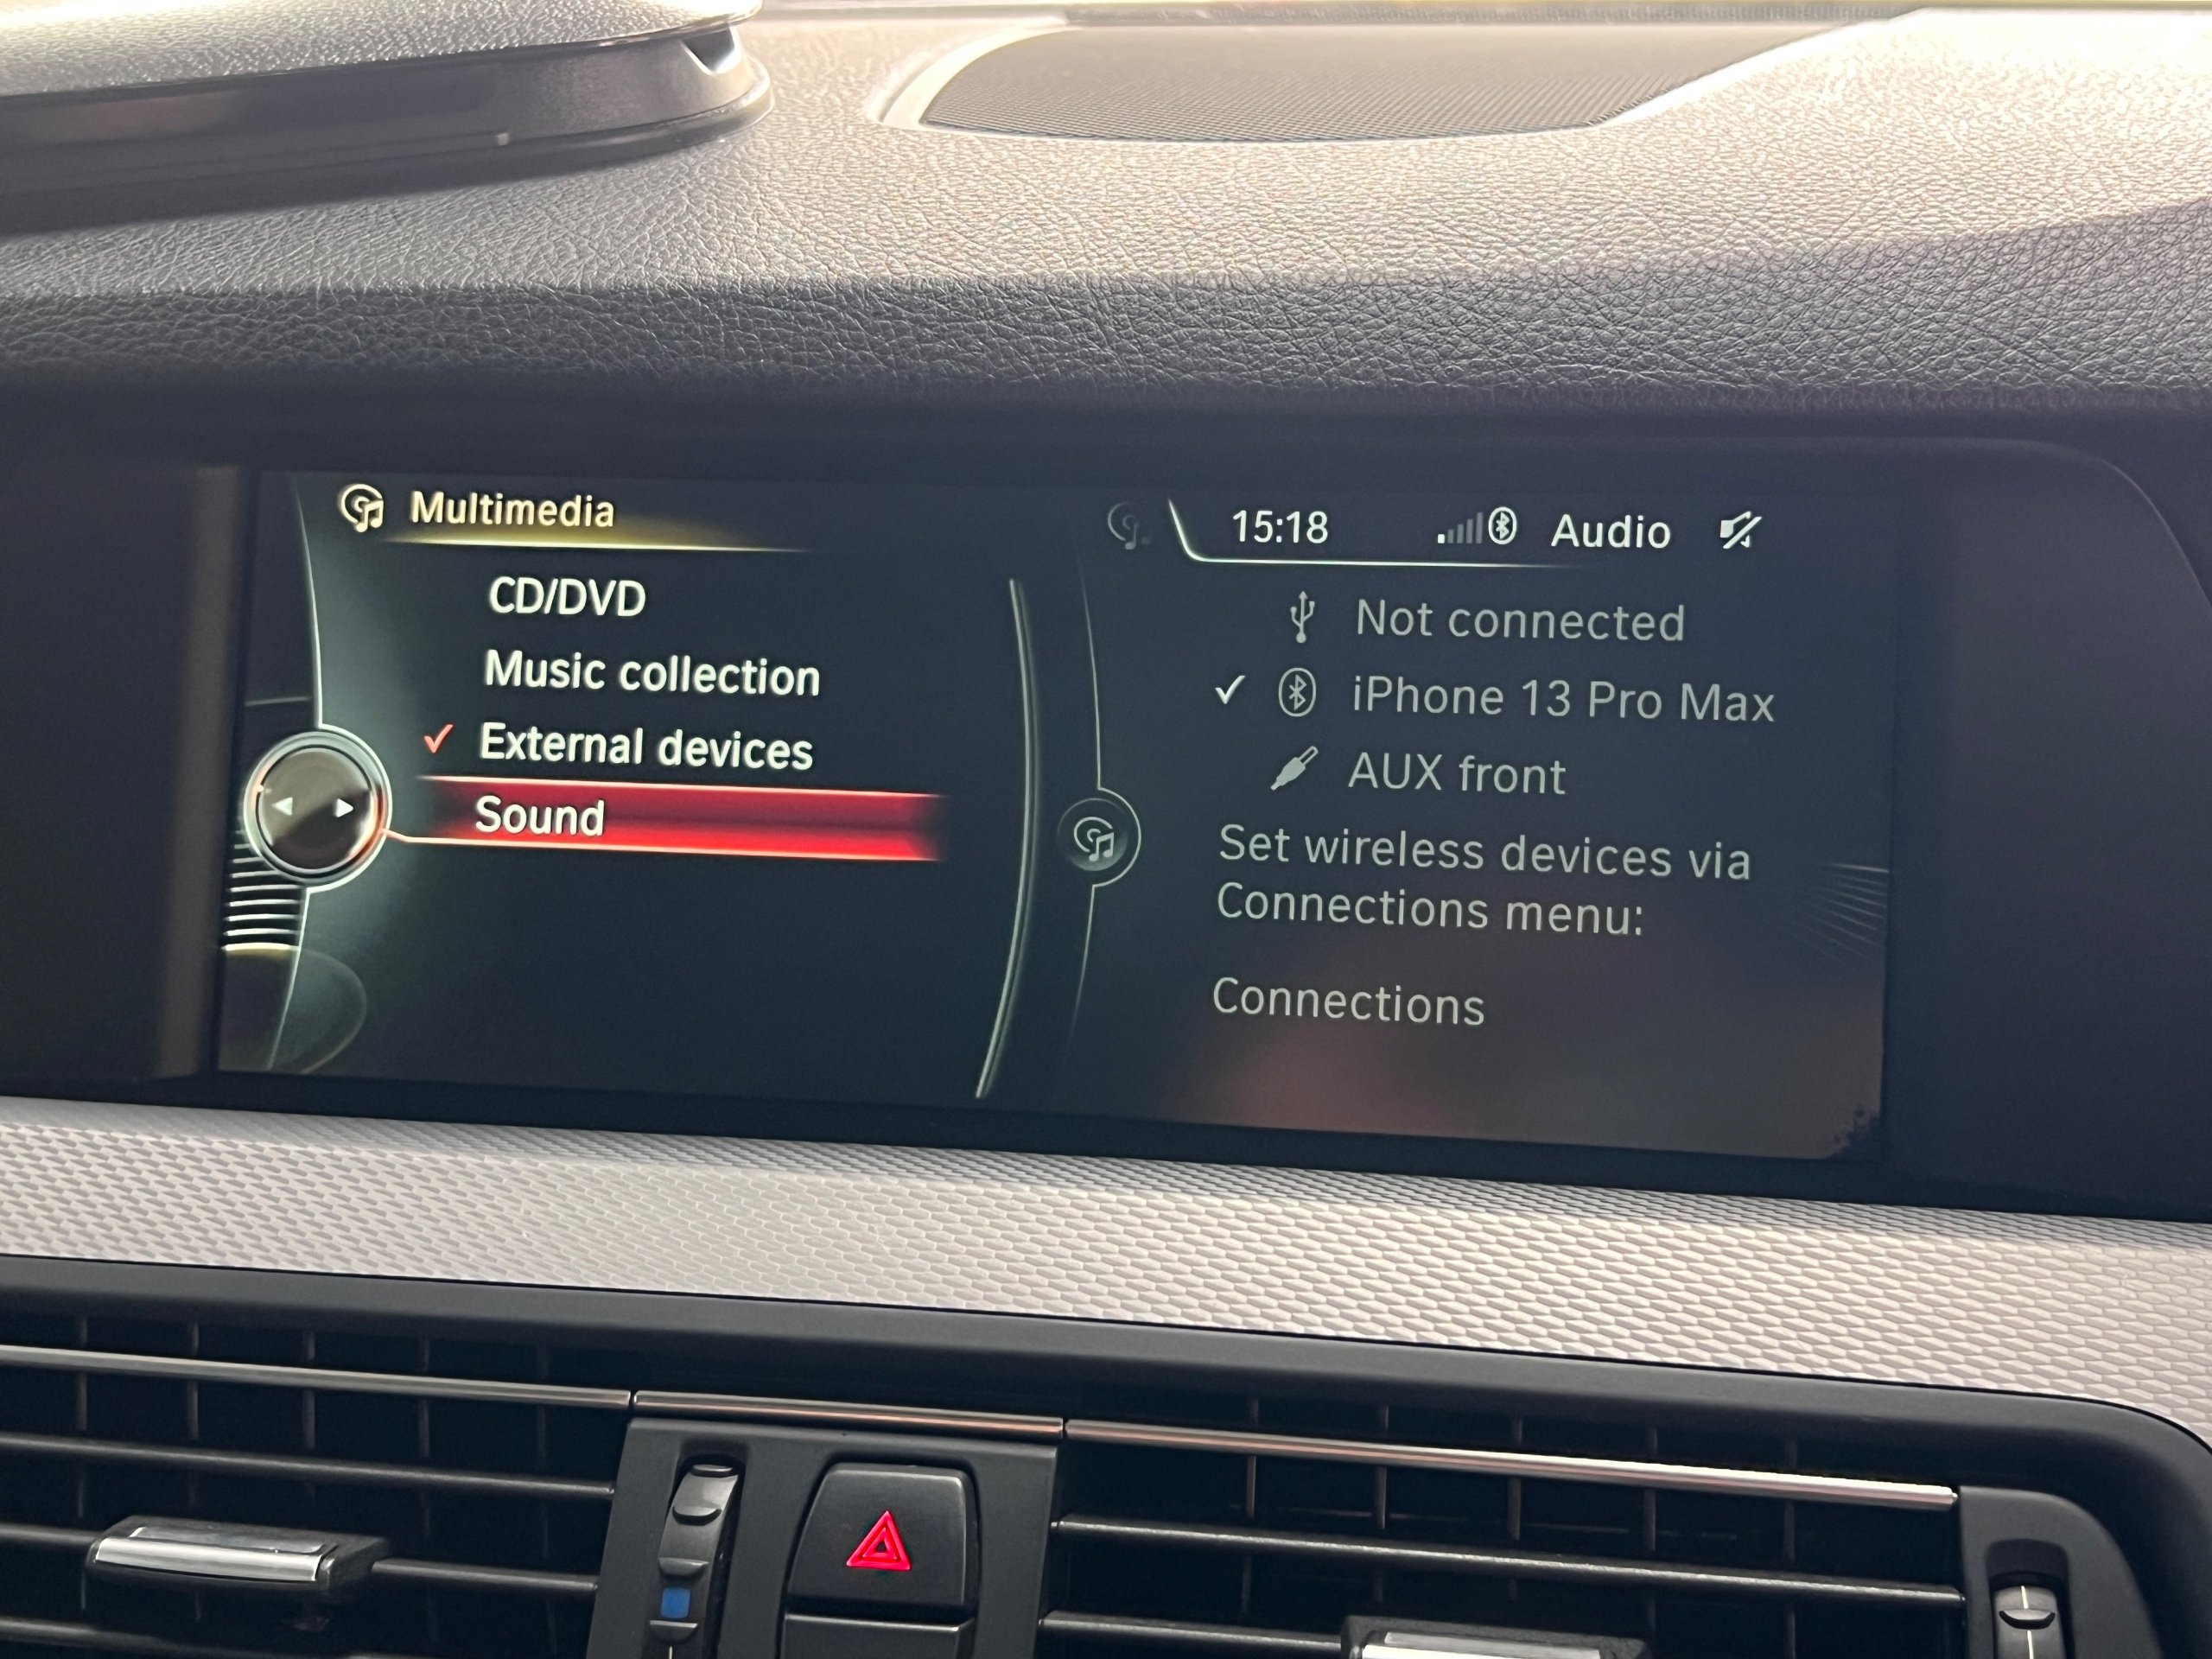 Multimedia
CD/DVD
Music collection
External devices
Sound
15:18 Audio
Not connected
iPhone 13 Pro Max
AUX front
Set wireless devices via
Connections menu:
Connections